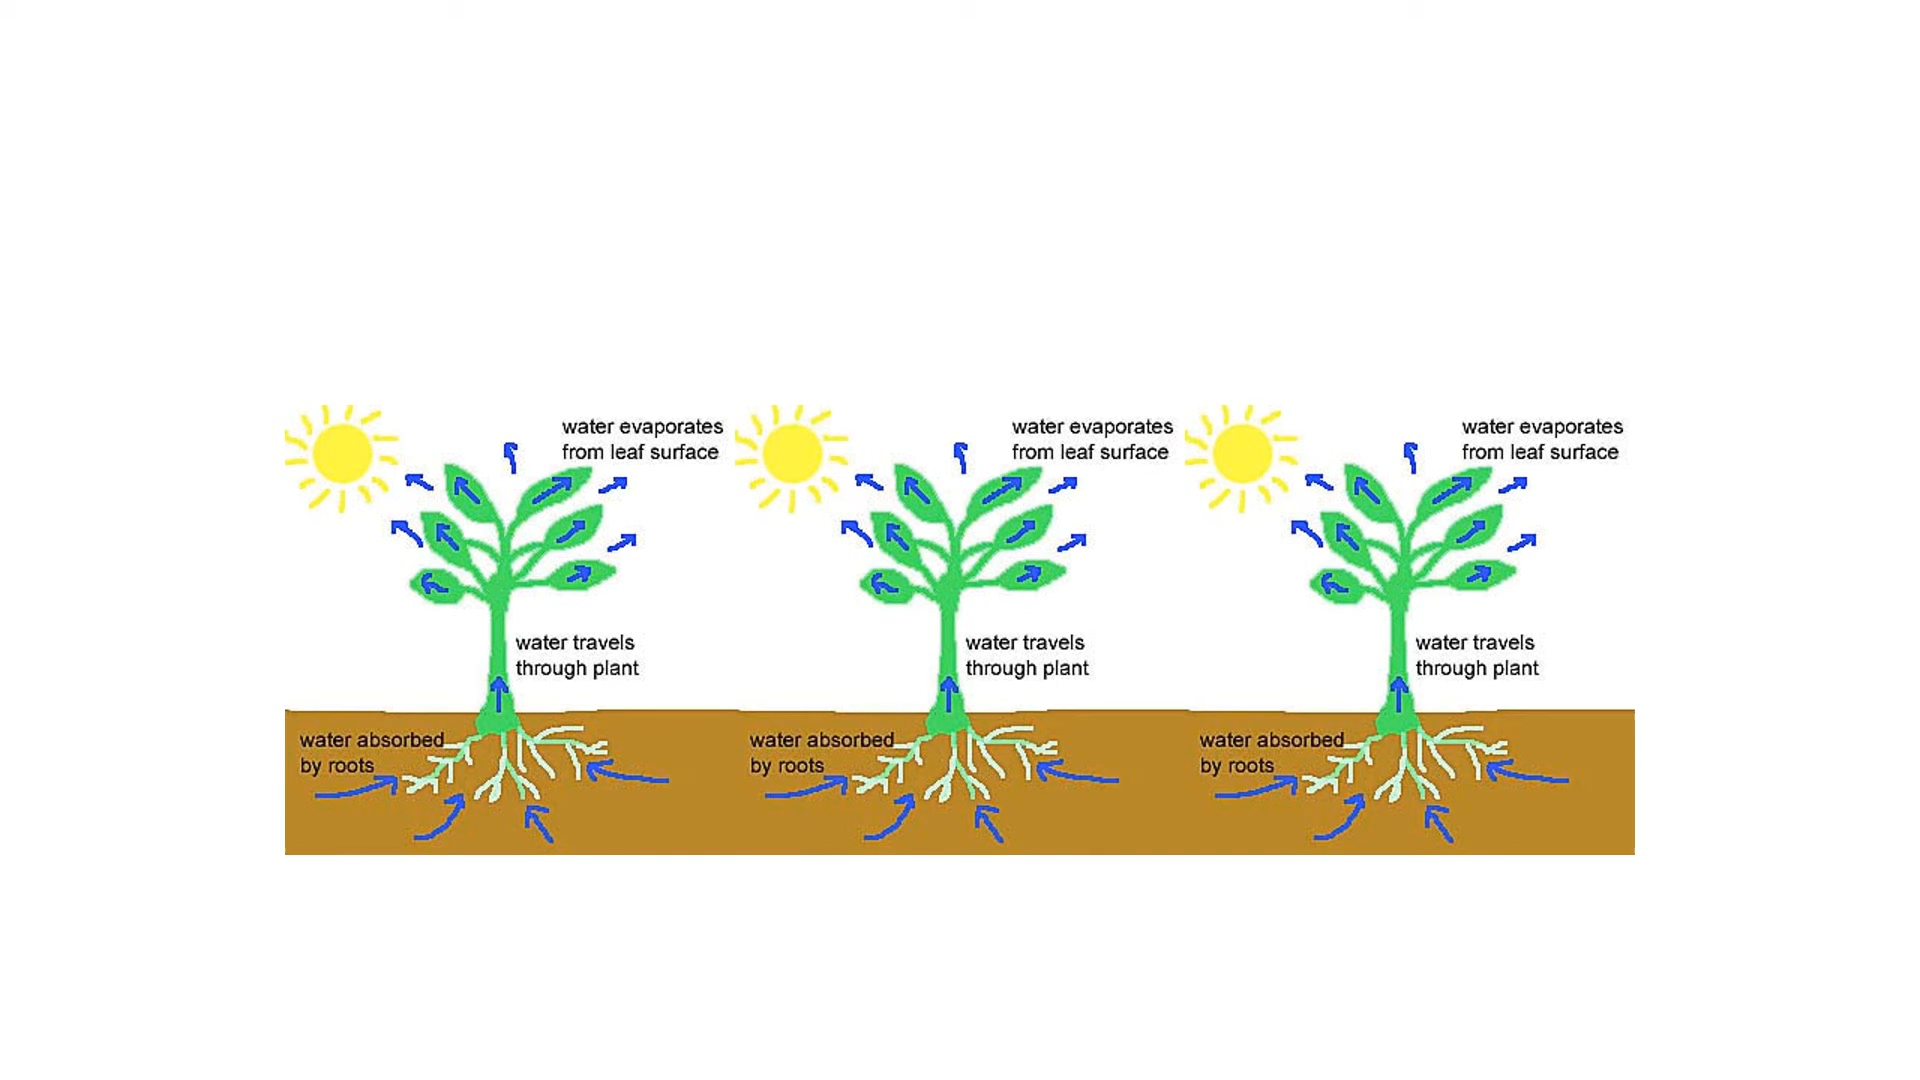 water evaporates
from leaf surface
water travels
through plant
water absorbed
by roots
water evaporates
from leaf surface
water travels
through plant
water absorbed
by roots
water evaporates
from leaf surface
water travels
through plant
water absorbed
by roots